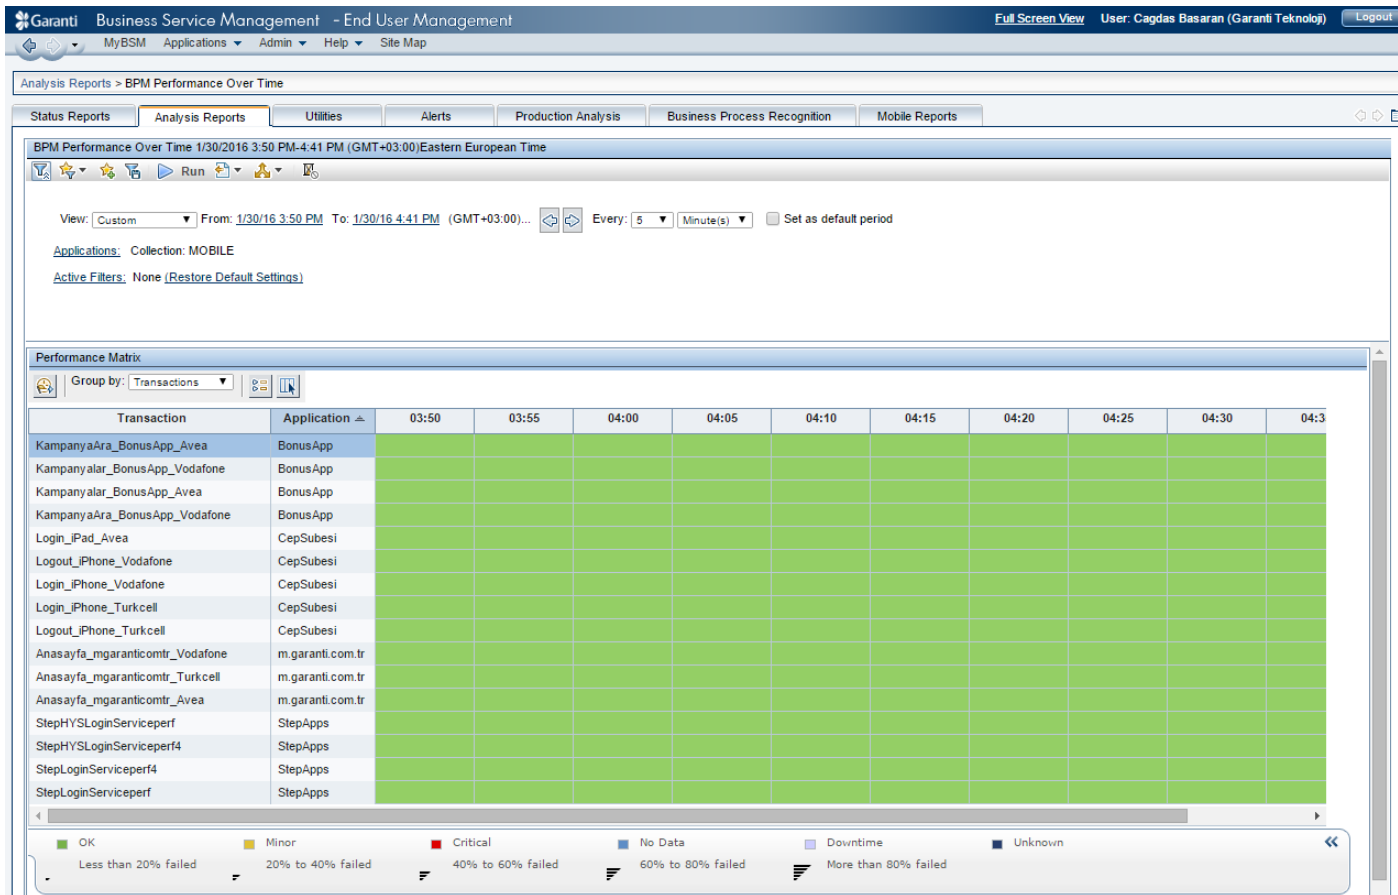 Garanti Business Service Management - End User Management Full Screen View User: Cagdas Basaran (Garanti Teknoloji) Logout
MyBSM Applications Admin Help Site Map
Analysis Reports > BPM Performance Over Time
Status Reports Analysis Reports Utilities Alerts Production Analysis Business Process Recognition Mobile Reports
BPM Performance Over Time 1/30/2016 3:50 PM-4:41 PM (GMT+03:00)Eastern European Time
Run
View: Custom From: 1/30/16 3:50 PM To: 1/30/16 4:41 PM (GMT+03:00)... Every: 5 Minute(s) Set as default period
Applications: Collection: MOBILE
Active Filters: None (Restore Default Settings)
Performance Matrix
Group by: Transactions
Transaction Application 03:50 03:55 04:00 04:05 04:10 04:15 04:20 04:25 04:30 04:3
KampanyaAra_BonusApp_Avea BonusApp
Kampanyalar_BonusApp_Vodafone BonusApp
Kampanyalar_BonusApp_Avea BonusApp
KampanyaAra_BonusApp_Vodafone BonusApp
Login_iPad_Avea CepSubesi
Logout_iPhone_Vodafone CepSubesi
Login_iPhone_Vodafone CepSubesi
Login_iPhone_Turkcell CepSubesi
Logout_iPhone_Turkcell CepSubesi
Anasayfa_mgaranticomtr_Vodafone m.garanti.com.tr
Anasayfa_mgaranticomtr_Turkcell m.garanti.com.tr
Anasayfa_mgaranticomtr_Avea m.garanti.com.tr
StepHYSLoginServiceperf StepApps
StepHYSLoginServiceperf4 StepApps
StepLoginServiceperf4 StepApps
StepLoginServiceperf StepApps
OK Minor Critical No Data Downtime Unknown
Less than 20% failed 20% to 40% failed 40% to 60% failed 60% to 80% failed More than 80% failed